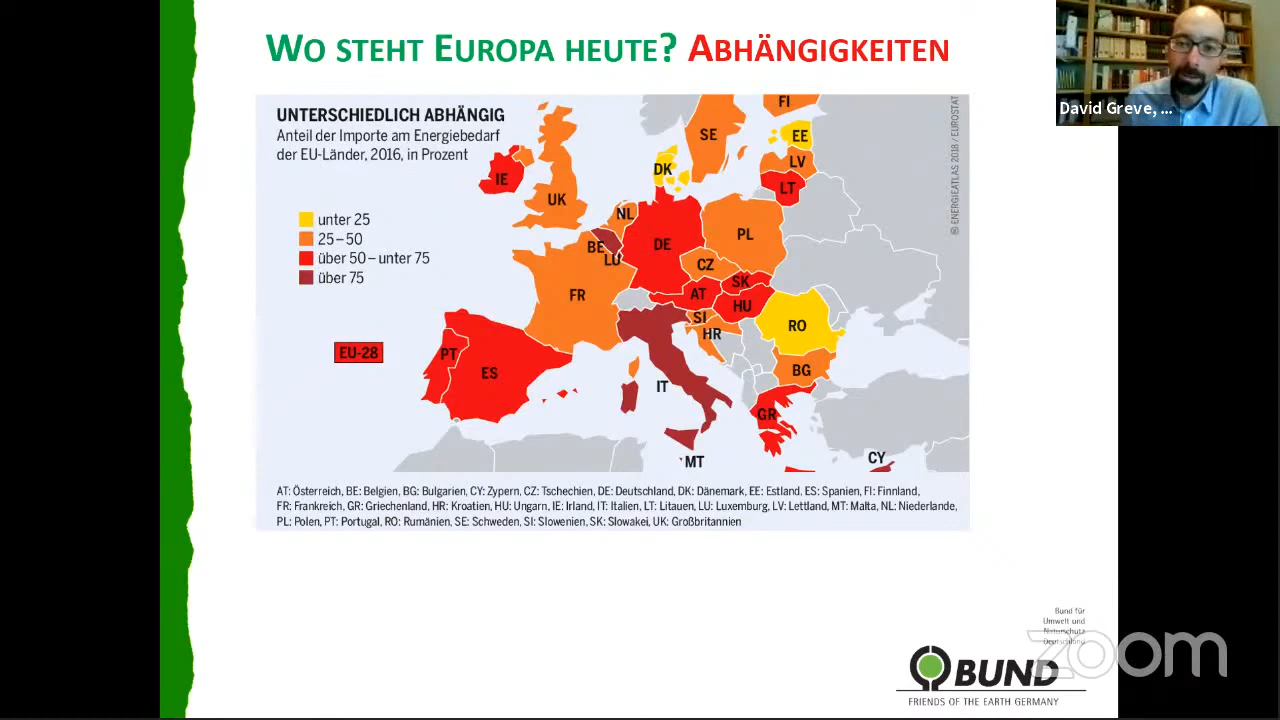 WO STEHT EUROPA HEUTE? ABHÄNGIGKEITEN
David Greve, ...
UNTERSCHIEDLICH ABHÄNGIG
Anteil der Importe am Energiebedarf
der EU-Länder, 2016, in Prozent
unter 25
25–50
über 50 – unter 75
über 75
EU-28
FI
SE
EE
LV
LT
DK
IE
UK
NL
BE
LU
DE
PL
CZ
SK
AT
HU
FR
SI
HR
RO
BG
PT
ES
IT
GR
MT
CY
© ENERGIEATLAS 2018 / EUROSTAT
AT: Österreich, BE: Belgien, BG: Bulgarien, CY: Zypern, CZ: Tschechien, DE: Deutschland, DK: Dänemark, EE: Estland, ES: Spanien, FI: Finnland,
FR: Frankreich, GR: Griechenland, HR: Kroatien, HU: Ungarn, IE: Irland, IT: Italien, LT: Litauen, LU: Luxemburg, LV: Lettland, MT: Malta, NL: Niederlande,
PL: Polen, PT: Portugal, RO: Rumänien, SE: Schweden, SI: Slowenien, SK: Slowakei, UK: Großbritannien
Bund für
Umwelt und
Naturschutz
Deutschland
zoom
BUND
FRIENDS OF THE EARTH GERMANY